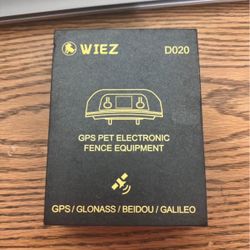 WIEZ D020
GPS PET ELECTRONIC
FENCE EQUIPMENT
GPS / GLONASS / BEIDOU / GALILEO